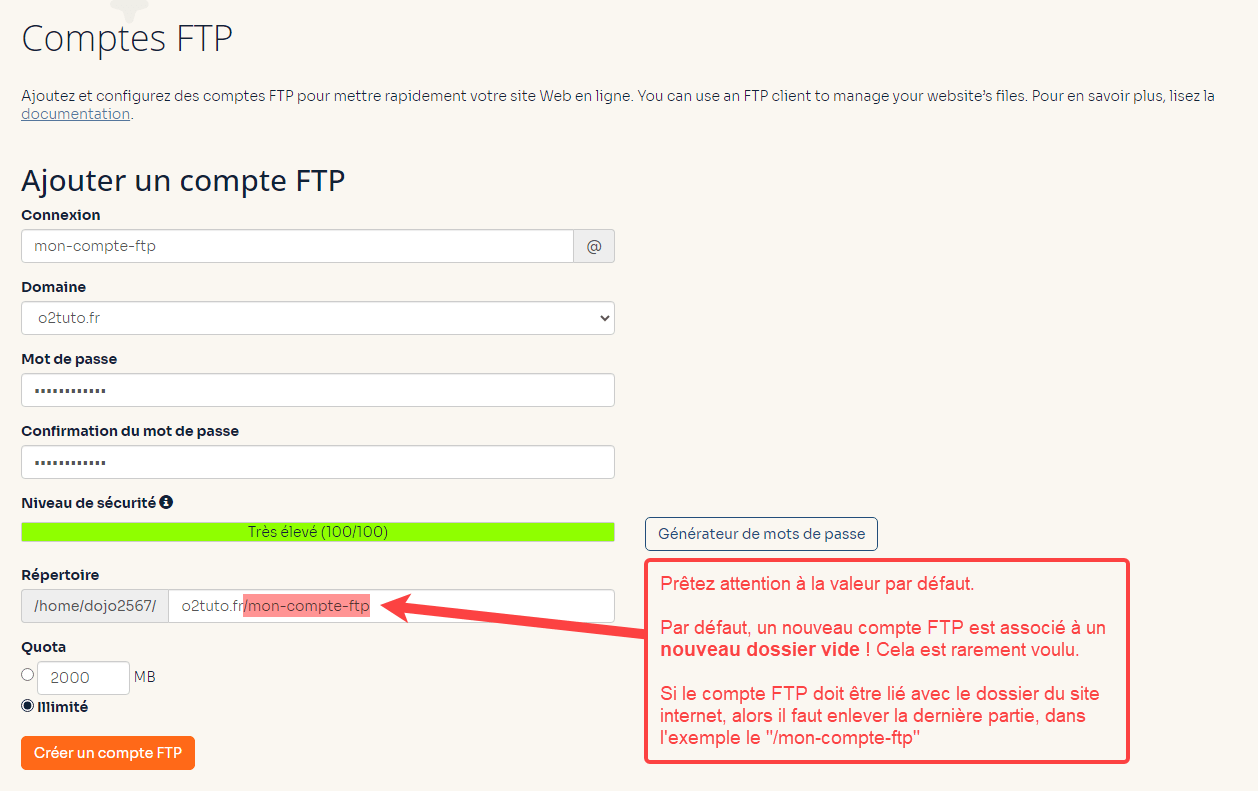 Comptes FTP
Ajoutez et configurez des comptes FTP pour mettre rapidement votre site Web en ligne. You can use an FTP client to manage your website’s files. Pour en savoir plus, lisez la
documentation.
Ajouter un compte FTP
Connexion
mon-compte-ftp @
Domaine
o2tuto.fr
Mot de passe
••••••••••••
Confirmation du mot de passe
••••••••••••
Niveau de sécurité
Très élevé (100/100)
Générateur de mots de passe
Répertoire
/home/dojo2567/ o2tuto.fr/mon-compte-ftp
Quota
2000 MB
Illimité
Créer un compte FTP
Prêtez attention à la valeur par défaut.
Par défaut, un nouveau compte FTP est associé à un
nouveau dossier vide ! Cela est rarement voulu.
Si le compte FTP doit être lié avec le dossier du site
internet, alors il faut enlever la dernière partie, dans
l'exemple le "/mon-compte-ftp"